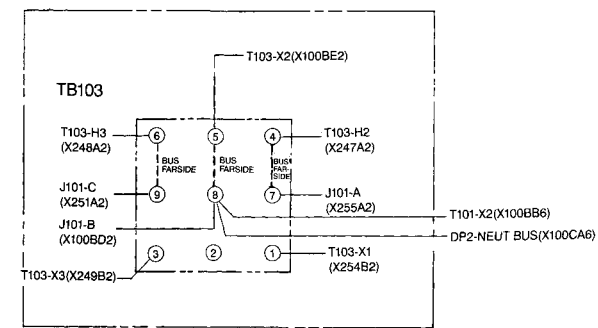 T103-X2(X100BE2)
TB103
T103-H3
(X248A2)
6
5
4
T103-H2
(X247A2)
BUS
FARSIDE
BUS
FARSIDE
BUS
FAR-
SIDE
J101-C
(X251A2)
9
8
7
J101-A
(X255A2)
J101-B
(X100BD2)
T101-X2(X100BB6)
DP2-NEUT BUS(X100CA6)
3
2
1
T103-X1
(X254B2)
T103-X3(X249B2)